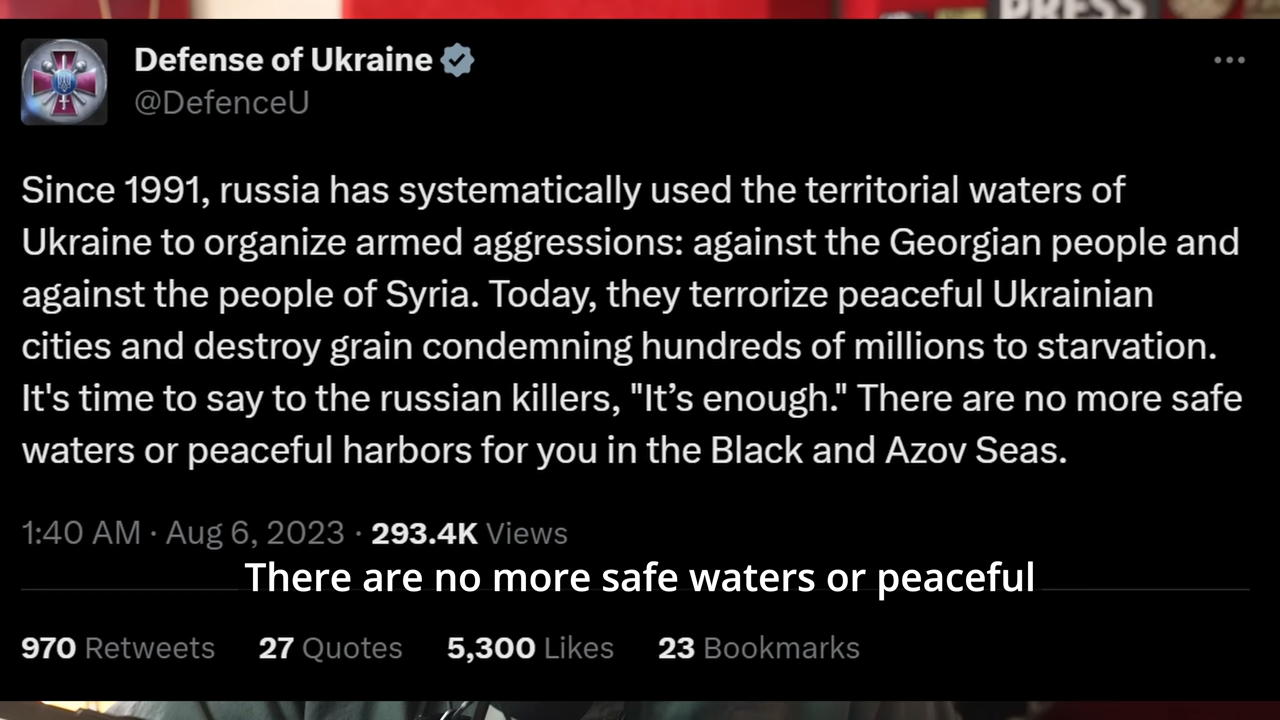 PRESS
Defense of Ukraine
@DefenceU
Since 1991, russia has systematically used the territorial waters of
Ukraine to organize armed aggressions: against the Georgian people and
against the people of Syria. Today, they terrorize peaceful Ukrainian
cities and destroy grain condemning hundreds of millions to starvation.
It's time to say to the russian killers, "It’s enough." There are no more safe
waters or peaceful harbors for you in the Black and Azov Seas.
1:40 AM · Aug 6, 2023 · 293.4K Views
There are no more safe waters or peaceful
970 Retweets 27 Quotes 5,300 Likes 23 Bookmarks